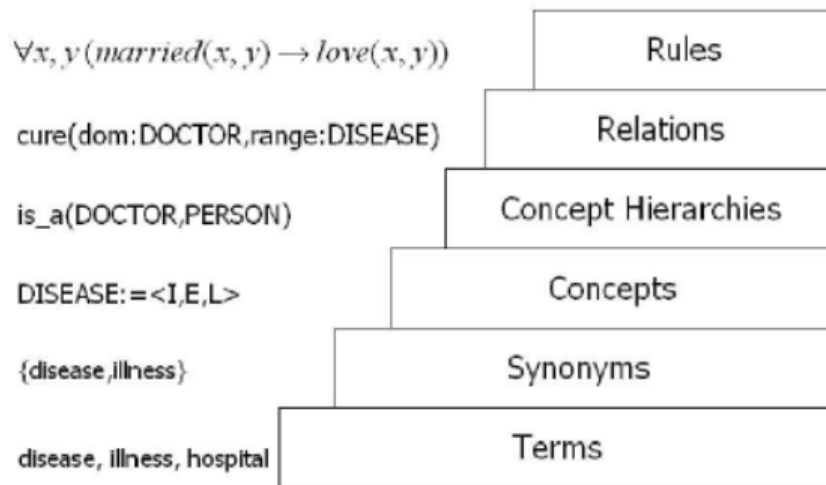 ∀x, y (married(x, y) → love(x, y))
Rules
cure(dom:DOCTOR,range:DISEASE)
Relations
is_a(DOCTOR,PERSON)
Concept Hierarchies
DISEASE:=<I,E,L>
Concepts
{disease,illness}
Synonyms
disease, illness, hospital
Terms